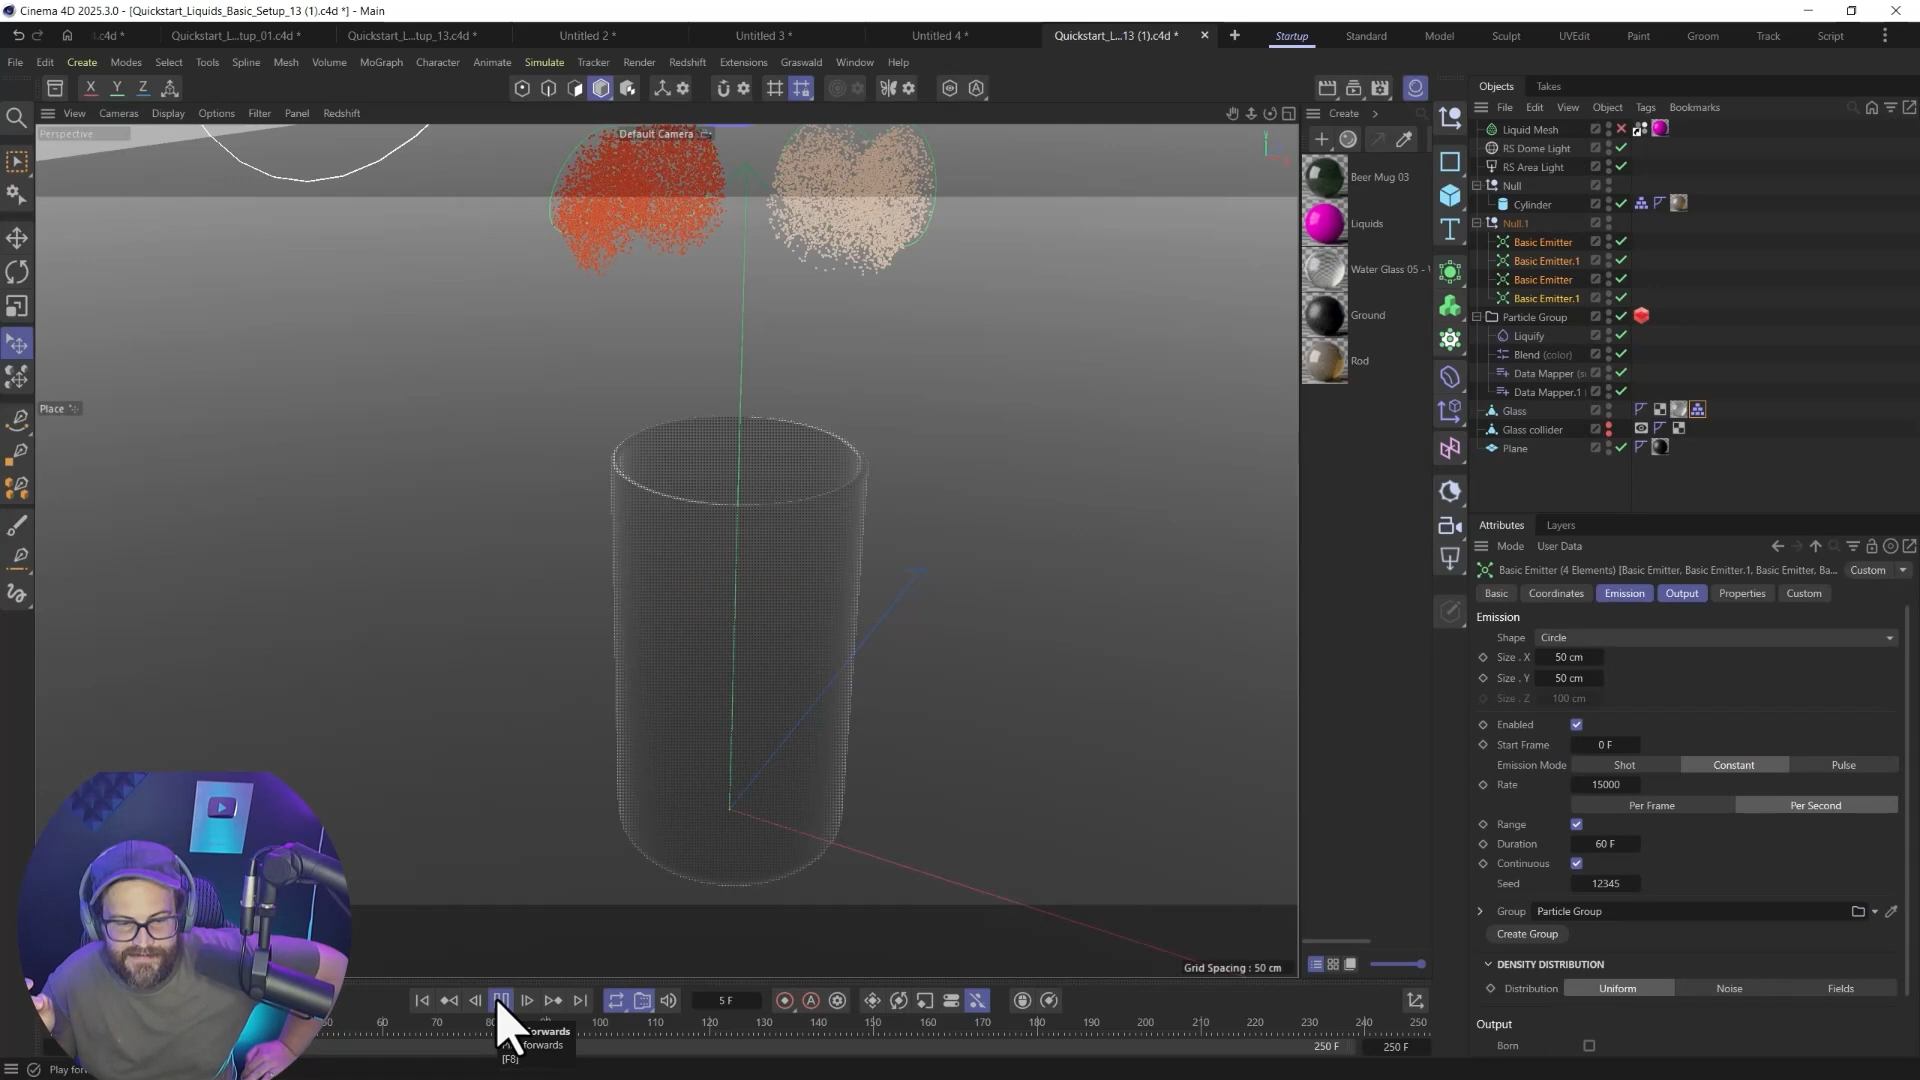 Cinema 4D 2025.3.0 - [Quickstart_Liquids_Basic_Setup_13 (1).c4d *] - Main
.c4d * Quickstart_L...tup_01.c4d * Quickstart_L...tup_13.c4d * Untitled 2 * Untitled 3 * Untitled 4 * Quickstart_L...13 (1).c4d * Startup Standard Model Sculpt UVEdit Paint Groom Track Script
File Edit Create Modes Select Tools Spline Mesh Volume MoGraph Character Animate Simulate Tracker Render Redshift Extensions Graswald Window Help
X Y Z
View Cameras Display Options Filter Panel Redshift
Perspective
Default Camera
Y
Place
Grid Spacing : 50 cm
Create
Beer Mug 03
Liquids
Water Glass 05 -
Ground
Rod
Objects Takes
File Edit View Object Tags Bookmarks
Liquid Mesh
RS Dome Light
RS Area Light
Null
Cylinder
Null.1
Basic Emitter
Basic Emitter.1
Basic Emitter
Basic Emitter.1
Particle Group
Liquify
Blend (color)
Data Mapper
Data Mapper.1
Glass
Glass collider
Plane
Attributes Layers
Mode User Data
Basic Emitter (4 Elements) [Basic Emitter, Basic Emitter.1, Basic Emitter, Ba... Custom
Basic Coordinates Emission Output Properties Custom
Emission
Shape Circle
Size . X 50 cm
Size . Y 50 cm
Size . Z 100 cm
Enabled
Start Frame 0 F
Emission Mode Shot Constant Pulse
Rate 15000
Per Frame Per Second
Range
Duration 60 F
Continuous
Seed 12345
Group Particle Group
Create Group
DENSITY DISTRIBUTION
Distribution Uniform Noise Fields
Output
Born
5 F
60 70 100 110 120 130 140 150 160 170 180 190 200 210 220 230 240 250
forwards
forwards
[F8]
250 F 250 F
Play for